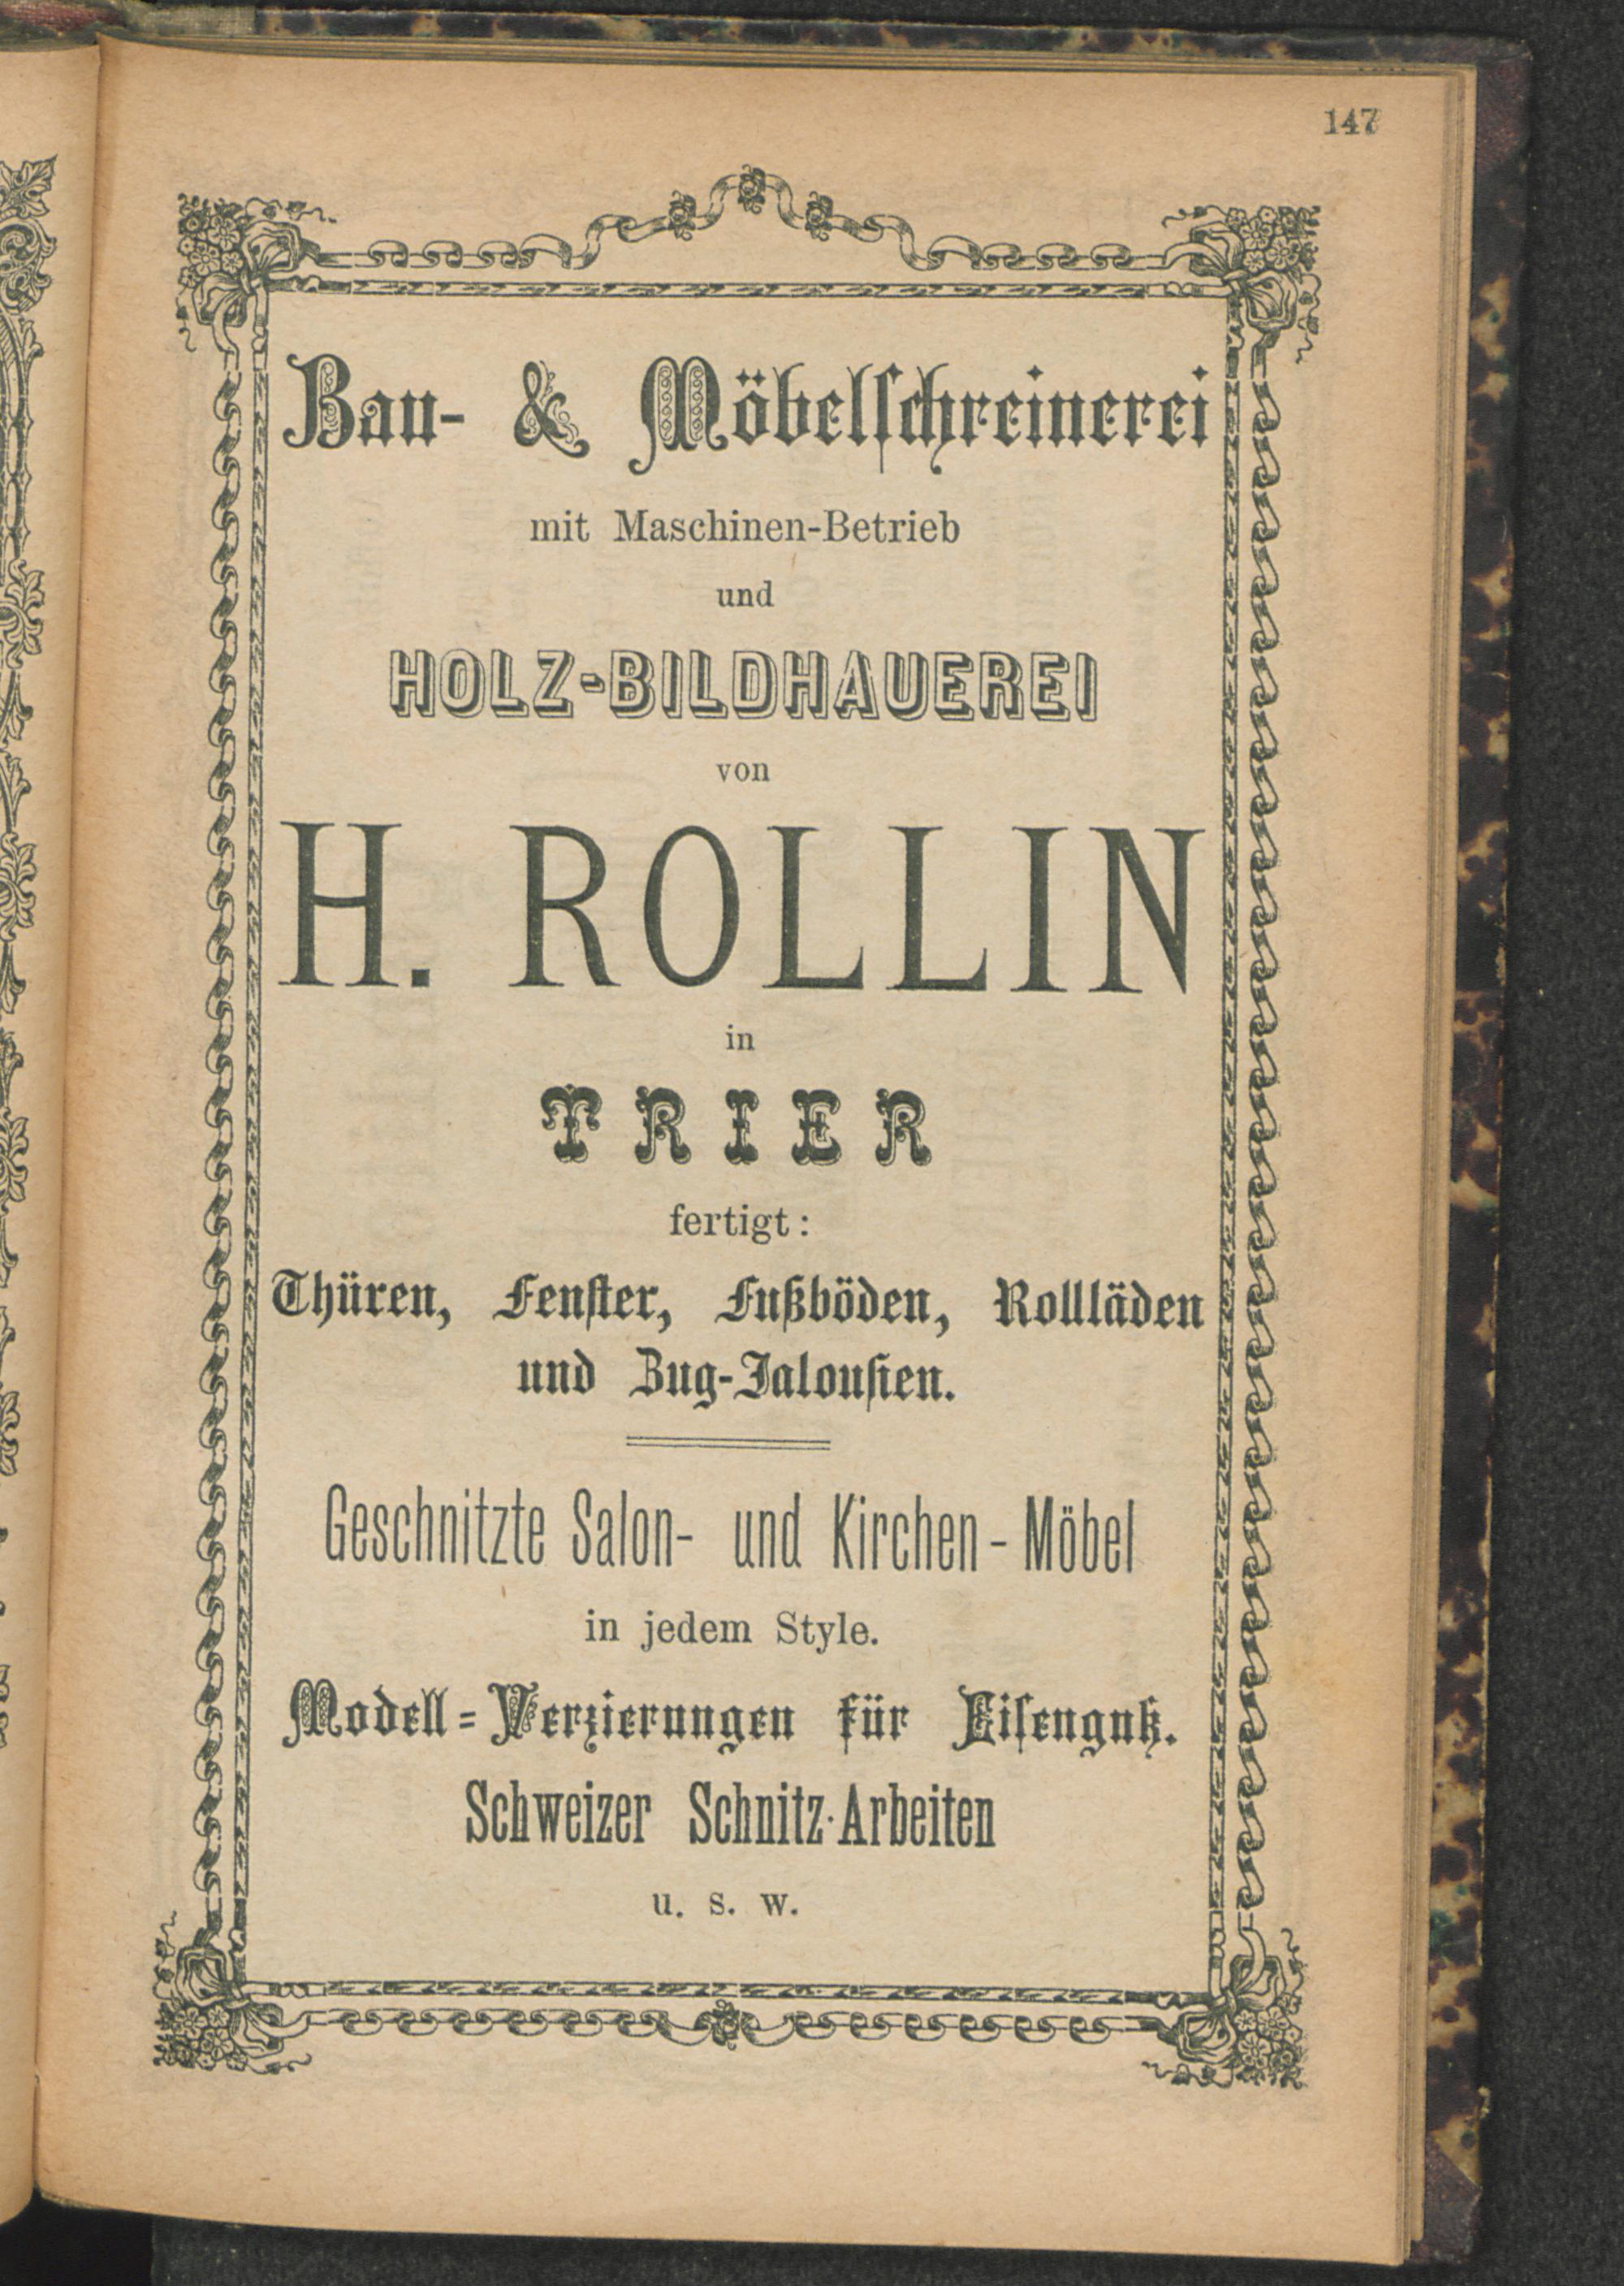 147
Bau- & Möbelschreinerei
mit Maschinen-Betrieb
und
HOLZ-BILDHAUEREI
von
H. ROLLIN
in
TRIER
fertigt:
Thüren, Fenster, Fußböden, Rollläden
und Zug-Jalousien.
Geschnitzte Salon- und Kirchen-Möbel
in jedem Style.
Modell-Verzierungen für Eisenguß.
Schweizer Schnitz-Arbeiten
u. s. w.